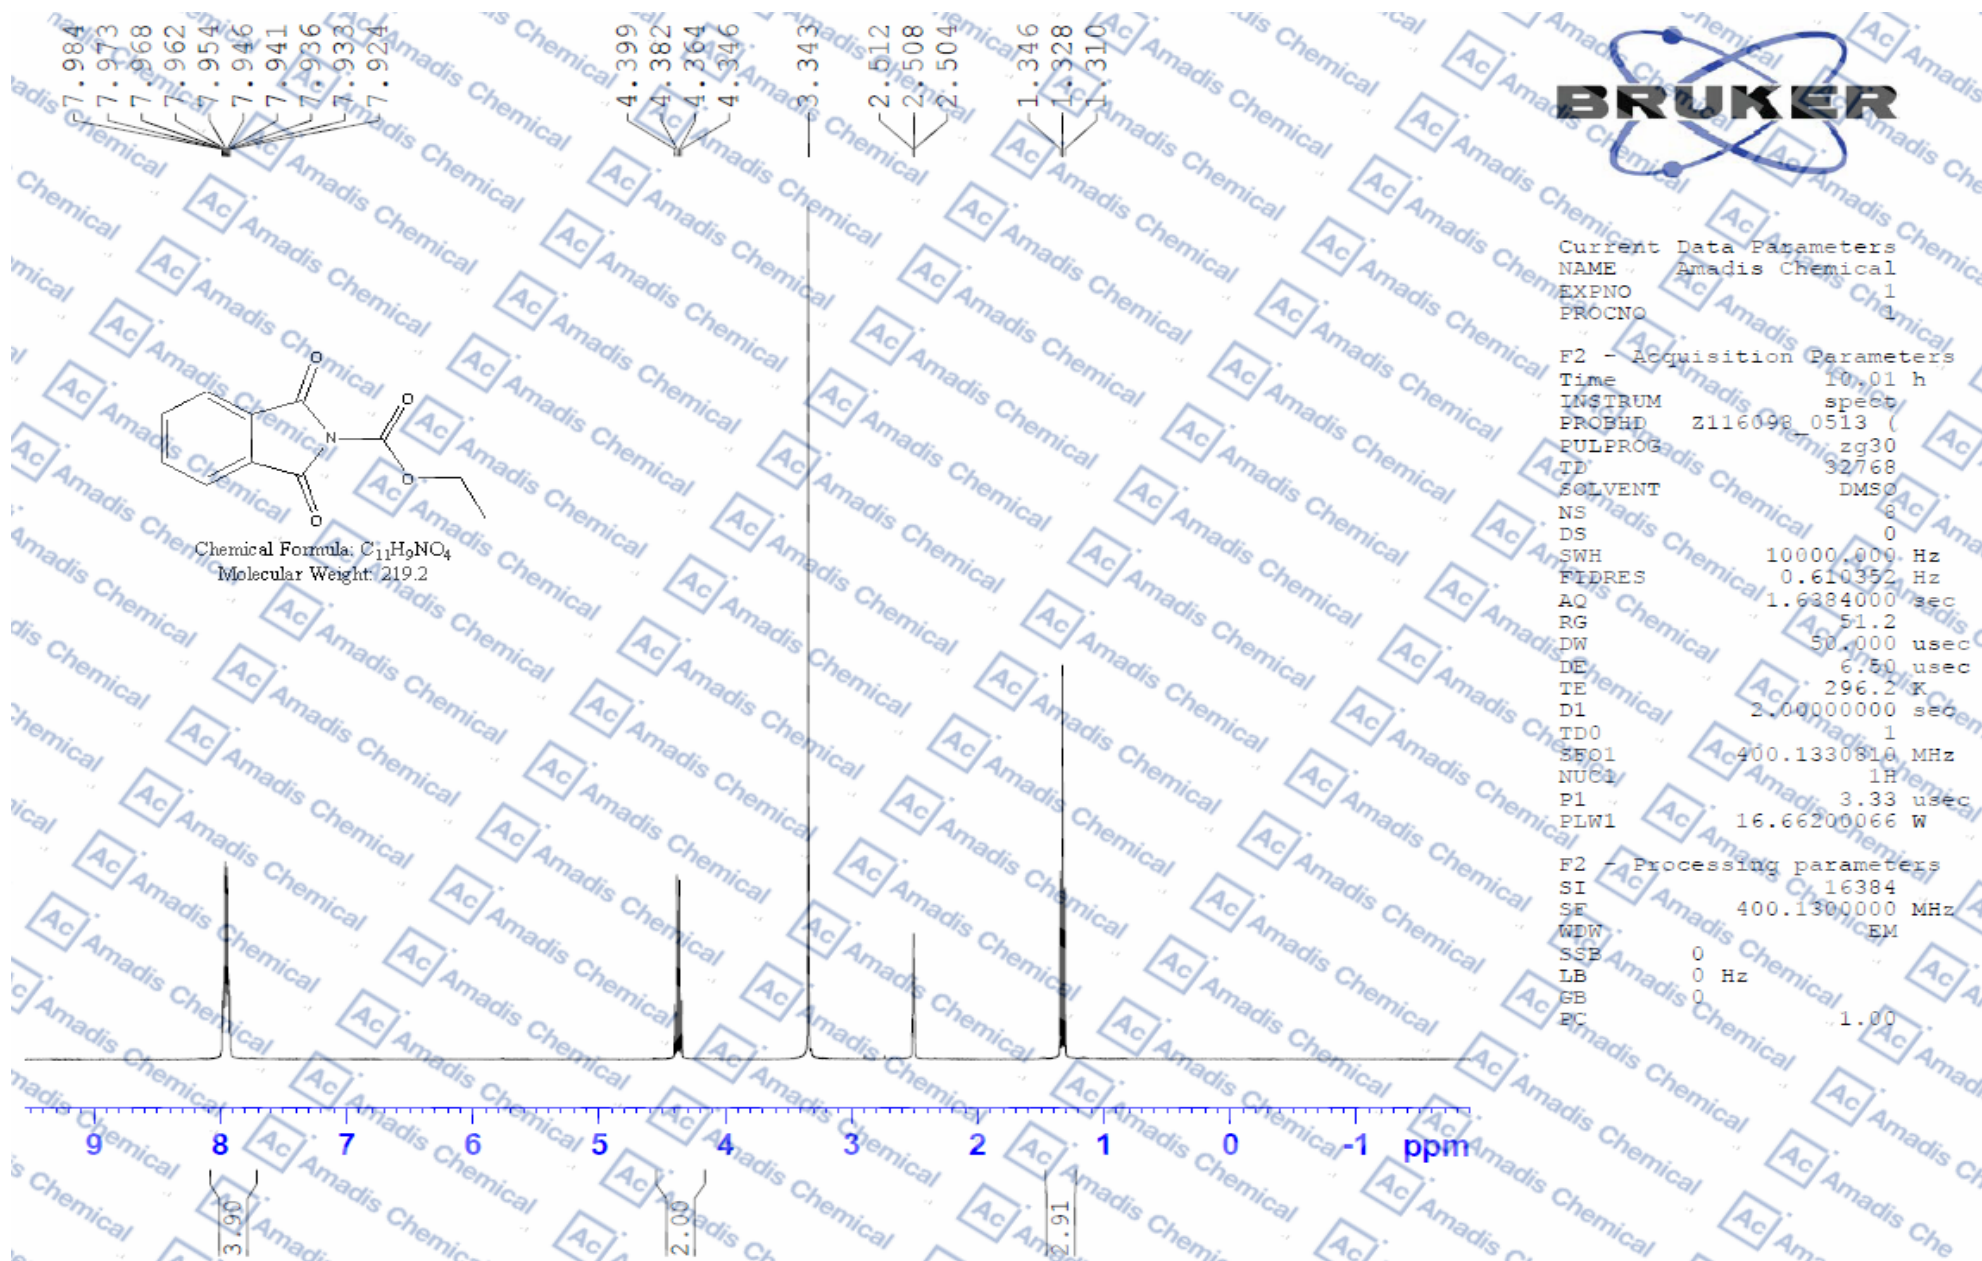 7.984
7.973
7.968
7.962
7.954
7.946
7.941
7.936
7.933
7.924
4.399
4.382
4.364
4.346
3.343
2.512
2.508
2.504
1.346
1.328
1.310
BRUKER
Current Data Parameters
NAME Amadis Chemical
EXPNO 1
PROCNO 1
F2 - Acquisition Parameters
Time 10.01 h
INSTRUM spect
PROBHD Z116098_0513 (
PULPROG zg30
TD 32768
SOLVENT DMSO
NS 8
DS 0
SWH 10000.000 Hz
FIDRES 0.610352 Hz
AQ 1.6384000 sec
RG 51.2
DW 50.000 usec
DE 6.50 usec
TE 296.2 K
D1 2.00000000 sec
TD0 1
SFO1 400.1330810 MHz
NUC1 1H
P1 3.33 usec
PLW1 16.66200066 W
F2 - Processing parameters
SI 16384
SF 400.1300000 MHz
WDW EM
SSB 0
LB 0 Hz
GB 0
PC 1.00
O
O
N
O
O
Chemical Formula: C11H9NO4
Molecular Weight: 219.2
9 8 7 6 5 4 3 2 1 0 -1 ppm
3.90
2.00
2.91
Ac Amadis Chemical